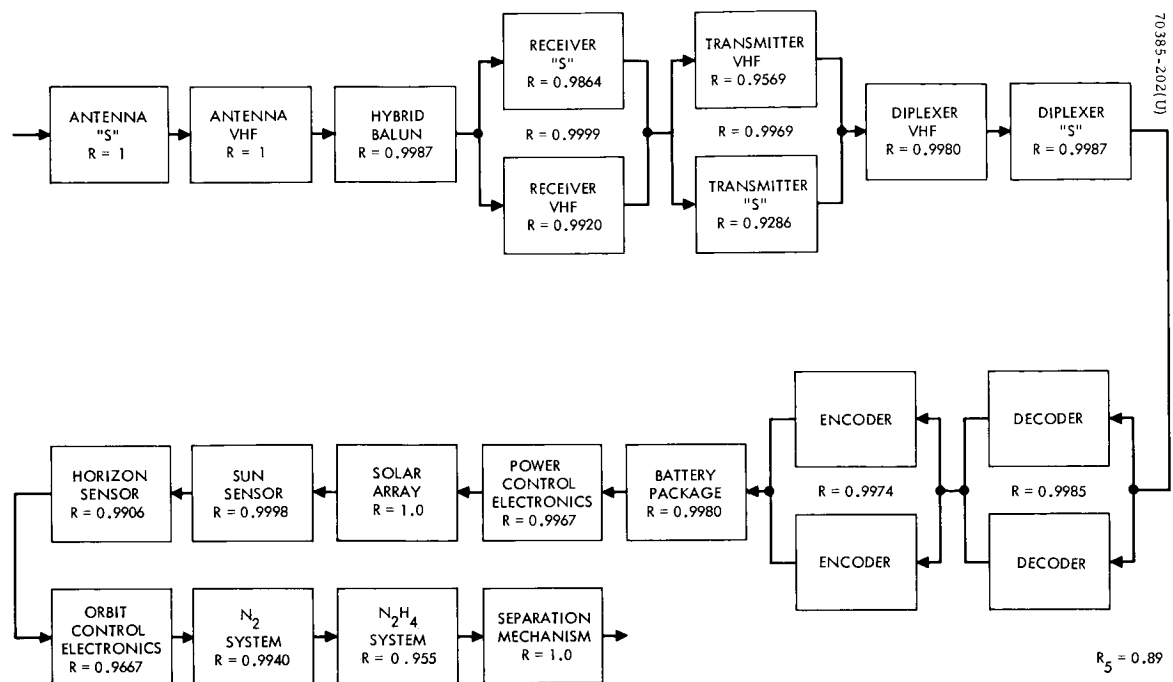 70385-202(U)
ANTENNA
"S"
R = 1
ANTENNA
VHF
R = 1
HYBRID
BALUN
R = 0.9987
RECEIVER
"S"
R = 0.9864
R = 0.9999
RECEIVER
VHF
R = 0.9920
TRANSMITTER
VHF
R = 0.9569
R = 0.9969
TRANSMITTER
"S"
R = 0.9286
DIPLEXER
VHF
R = 0.9980
DIPLEXER
"S"
R = 0.9987
DECODER
R = 0.9985
DECODER
ENCODER
R = 0.9974
ENCODER
BATTERY
PACKAGE
R = 0.9980
POWER
CONTROL
ELECTRONICS
R = 0.9967
SOLAR
ARRAY
R = 1.0
SUN
SENSOR
R = 0.9998
HORIZON
SENSOR
R = 0.9906
ORBIT
CONTROL
ELECTRONICS
R = 0.9667
N2
SYSTEM
R = 0.9940
N2H4
SYSTEM
R = 0.955
SEPARATION
MECHANISM
R = 1.0
R5 = 0.89